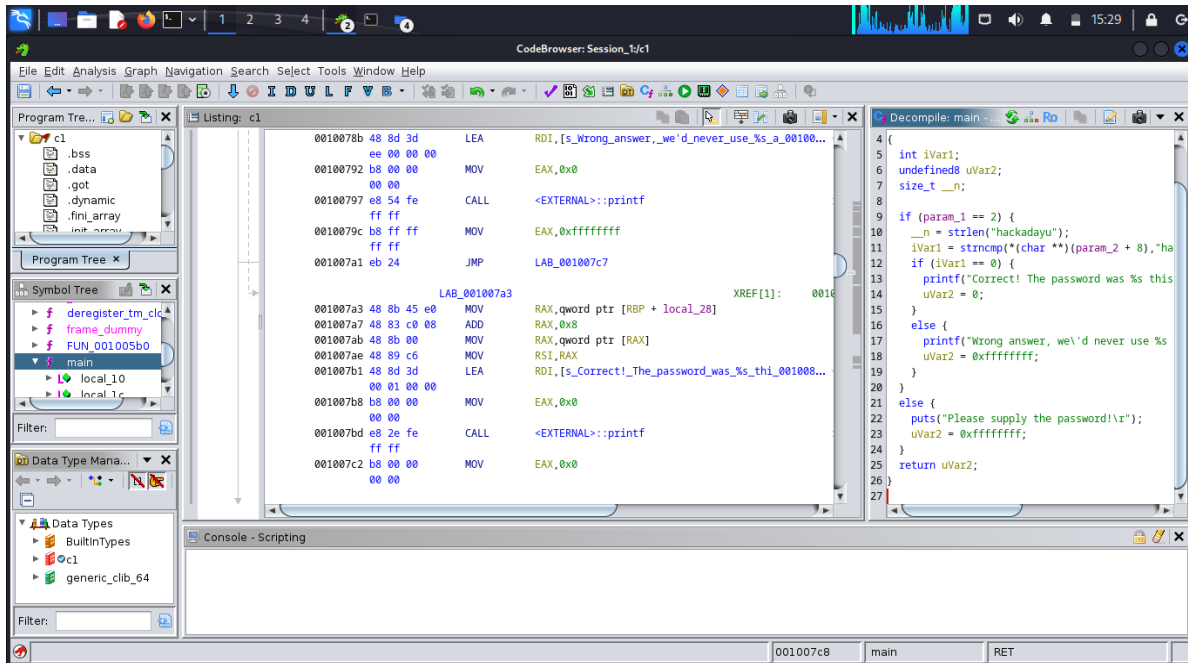 1 2 3 4 2 4 15:29
CodeBrowser: Session_1:/c1
File Edit Analysis Graph Navigation Search Select Tools Window Help
I D U L F V B
Program Tre...
c1
.bss
.data
.got
.dynamic
.fini_array
init_array
Program Tree ×
Symbol Tree
f deregister_tm_clc
f frame_dummy
f FUN_001005b0
f main
local_10
local_1c
Filter:
Data Type Mana...
Data Types
BuiltInTypes
c1
generic_clib_64
Filter:
Listing: c1
0010078b 48 8d 3d LEA RDI,[s_Wrong_answer,_we'd_never_use_%s_a_00100...
ee 00 00 00
00100792 b8 00 00 MOV EAX,0x0
00 00
00100797 e8 54 fe CALL <EXTERNAL>::printf
ff ff
0010079c b8 ff ff MOV EAX,0xffffffff
ff ff
001007a1 eb 24 JMP LAB_001007c7
LAB_001007a3 XREF[1]: 0010
001007a3 48 8b 45 e0 MOV RAX,qword ptr [RBP + local_28]
001007a7 48 83 c0 08 ADD RAX,0x8
001007ab 48 8b 00 MOV RAX,qword ptr [RAX]
001007ae 48 89 c6 MOV RSI,RAX
001007b1 48 8d 3d LEA RDI,[s_Correct!_The_password_was_%s_thi_001008...
00 01 00 00
001007b8 b8 00 00 MOV EAX,0x0
00 00
001007bd e8 2e fe CALL <EXTERNAL>::printf
ff ff
001007c2 b8 00 00 MOV EAX,0x0
00 00
Decompile: main -... Ro
4 {
5 int iVar1;
6 undefined8 uVar2;
7 size_t __n;
8
9 if (param_1 == 2) {
10 __n = strlen("hackadayu");
11 iVar1 = strncmp(*(char **)(param_2 + 8),"ha
12 if (iVar1 == 0) {
13 printf("Correct! The password was %s this
14 uVar2 = 0;
15 }
16 else {
17 printf("Wrong answer, we\'d never use %s
18 uVar2 = 0xffffffff;
19 }
20 }
21 else {
22 puts("Please supply the password!\r");
23 uVar2 = 0xffffffff;
24 }
25 return uVar2;
26 }
27
Console - Scripting
001007c8 main RET